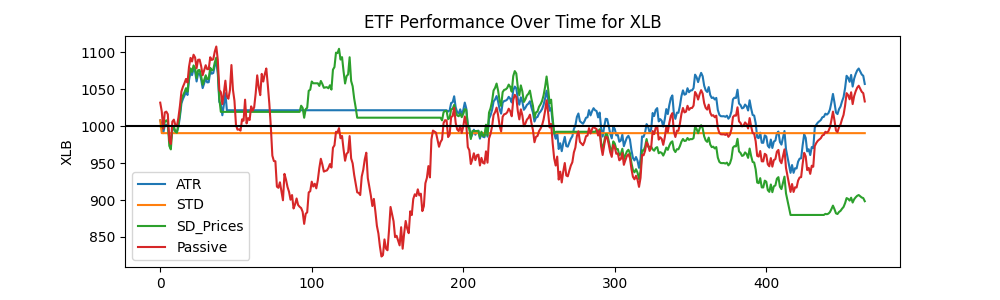 ETF Performance Over Time for XLB
XLB
1100
1050
1000
950
900
850
ATR
STD
SD_Prices
Passive
0
100
200
300
400